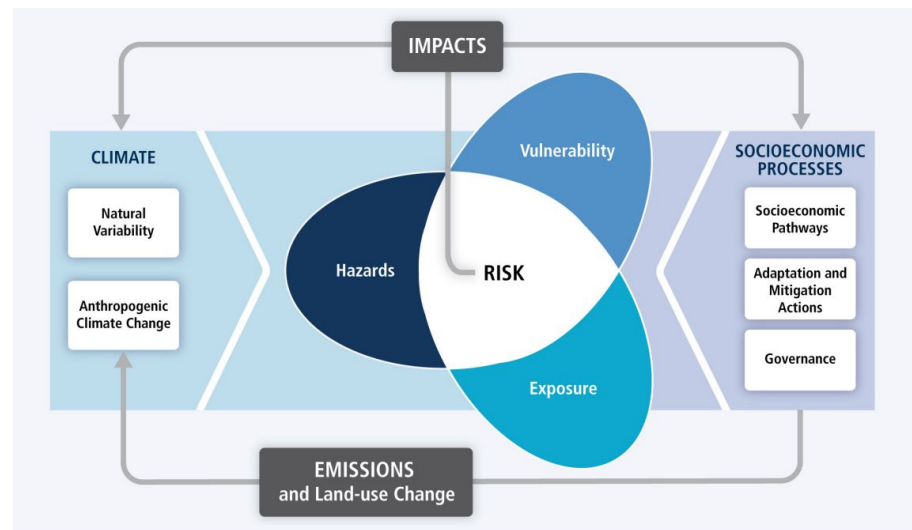 IMPACTS
CLIMATE
Natural
Variability
Anthropogenic
Climate Change
Vulnerability
Hazards
RISK
Exposure
SOCIOECONOMIC
PROCESSES
Socioeconomic
Pathways
Adaptation and
Mitigation
Actions
Governance
EMISSIONS
and Land-use Change